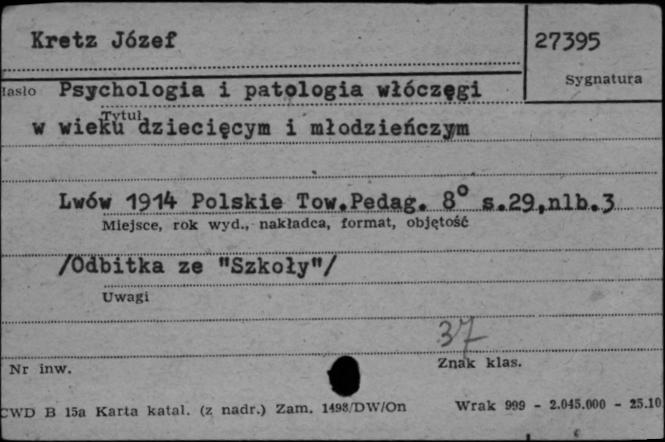 Kretz Józef
27395
Sygnatura
Hasło Psychologia i patologia włóczęgi
Tytuł
w wieku dziecięcym i młodzieńczym
Lwów 1914 Polskie Tow.Pedag. 8° s.29,nlb.3
Miejsce, rok wyd., nakładca, format, objętość
/Odbitka ze "Szkoły"/
Uwagi
37
Nr inw.
Znak klas.
CWD B 15a Karta katal. (z nadr.) Zam. 1498/DW/On Wrak 999 - 2.045.000 - 25.10